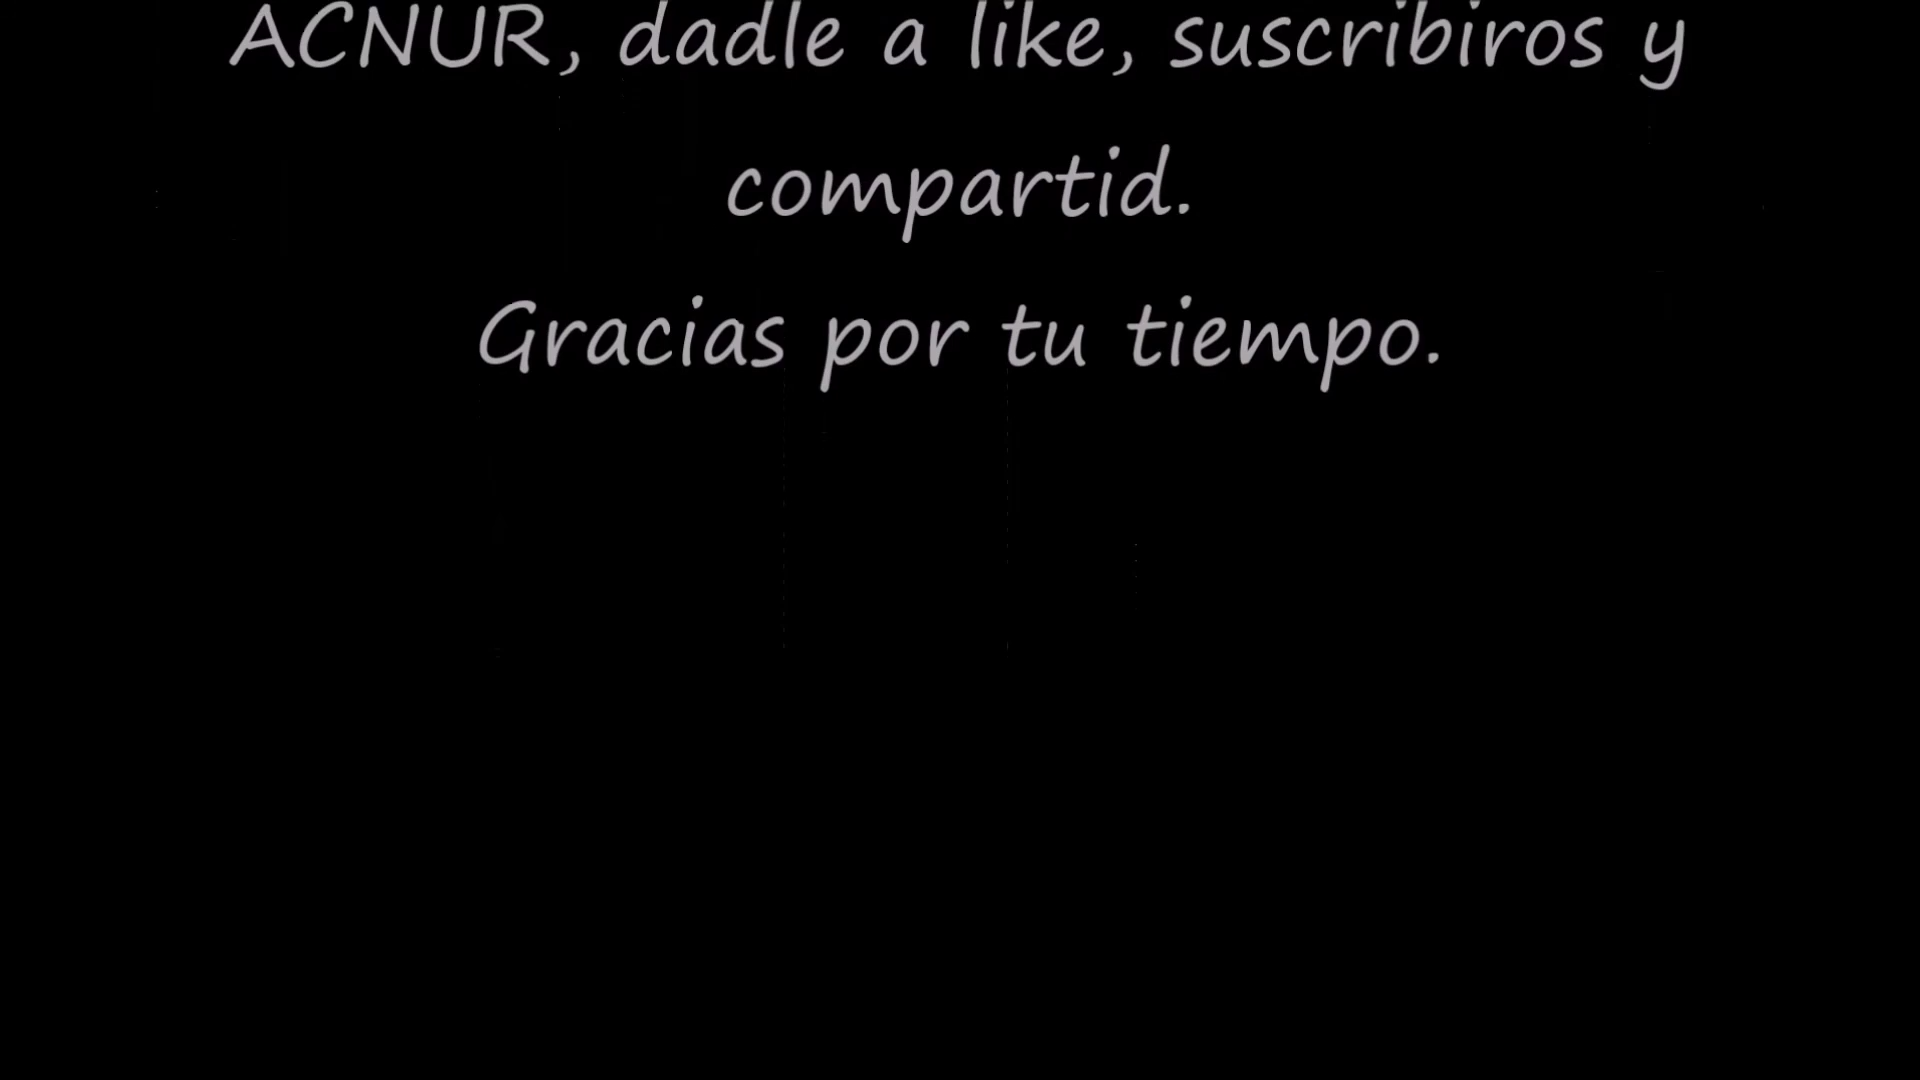 ACNUR, dadle a like, suscribiros y
compartid.
Gracias por tu tiempo.